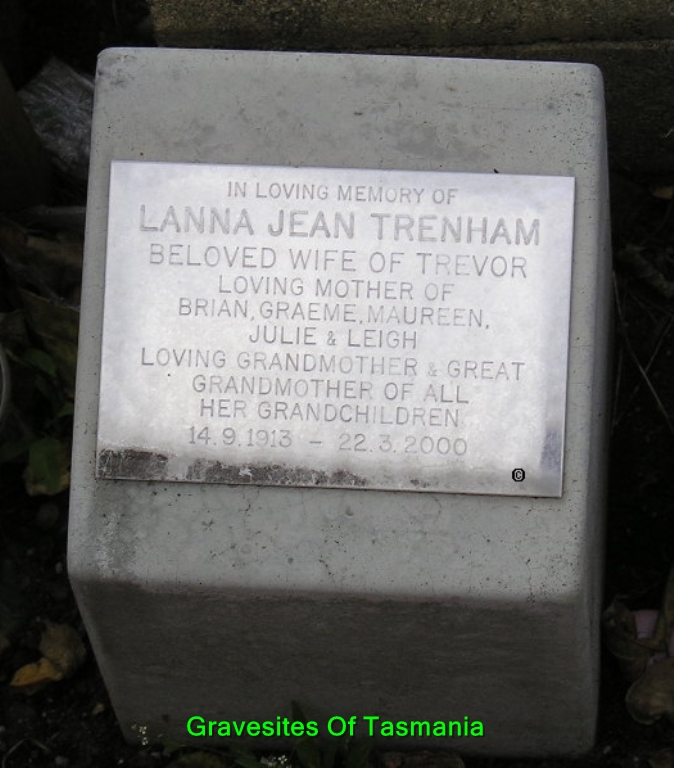 IN LOVING MEMORY OF
LANNA JEAN TRENHAM
BELOVED WIFE OF TREVOR
LOVING MOTHER OF
BRIAN, GRAEME, MAUREEN,
JULIE & LEIGH
LOVING GRANDMOTHER & GREAT
GRANDMOTHER OF ALL
HER GRANDCHILDREN
14.9.1913 – 22.3.2000
©
Gravesites Of Tasmania